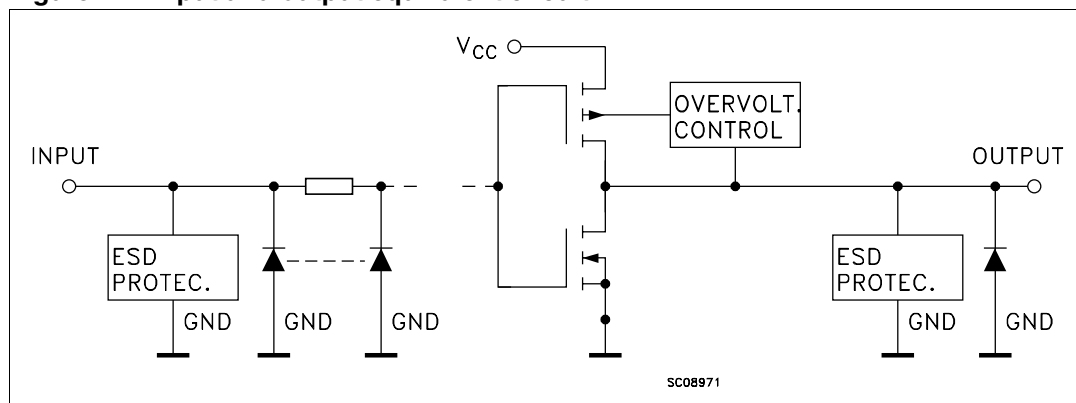 VCC
OVERVOLT.
CONTROL
INPUT
OUTPUT
ESD
PROTEC.
ESD
PROTEC.
GND
GND
GND
GND
GND
SC08971